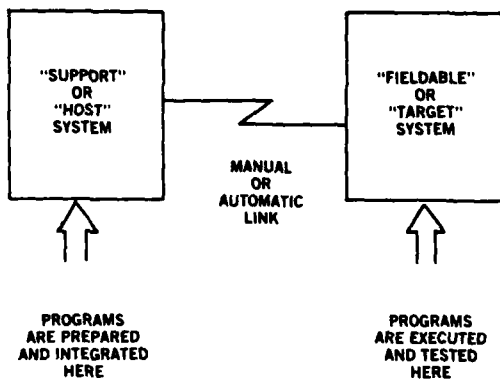 "SUPPORT"
OR
"HOST"
SYSTEM
"FIELDABLE"
OR
"TARGET"
SYSTEM
MANUAL
OR
AUTOMATIC
LINK
PROGRAMS
ARE PREPARED
AND INTEGRATED
HERE
PROGRAMS
ARE EXECUTED
AND TESTED
HERE